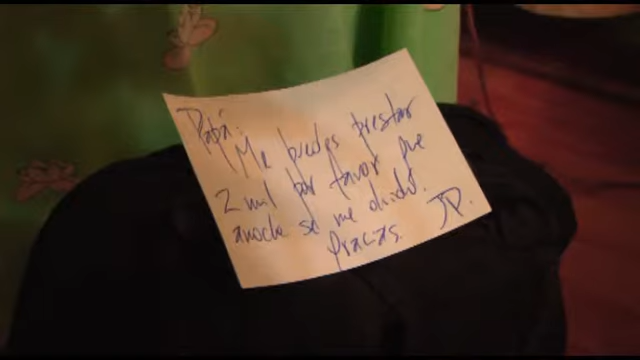 Papá:
Me puedes prestar
2 mil por favor que
anoche se me olvidó.
Gracias. JP.